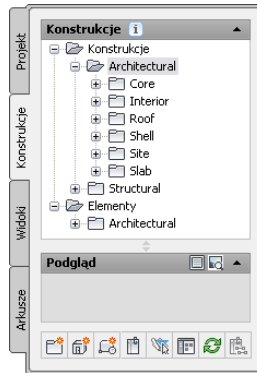 Projekt
Konstrukcje
Widoki
Arkusze
Konstrukcje
Konstrukcje
Architectural
Core
Interior
Roof
Shell
Site
Slab
Structural
Elementy
Architectural
Podgląd